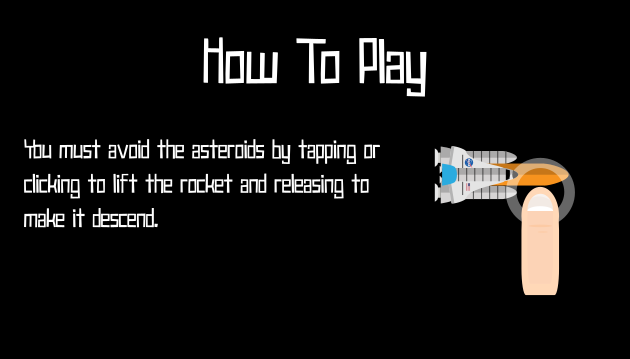 How To Play
You must avoid the asteroids by tapping or
clicking to lift the rocket and releasing to
make it descend.